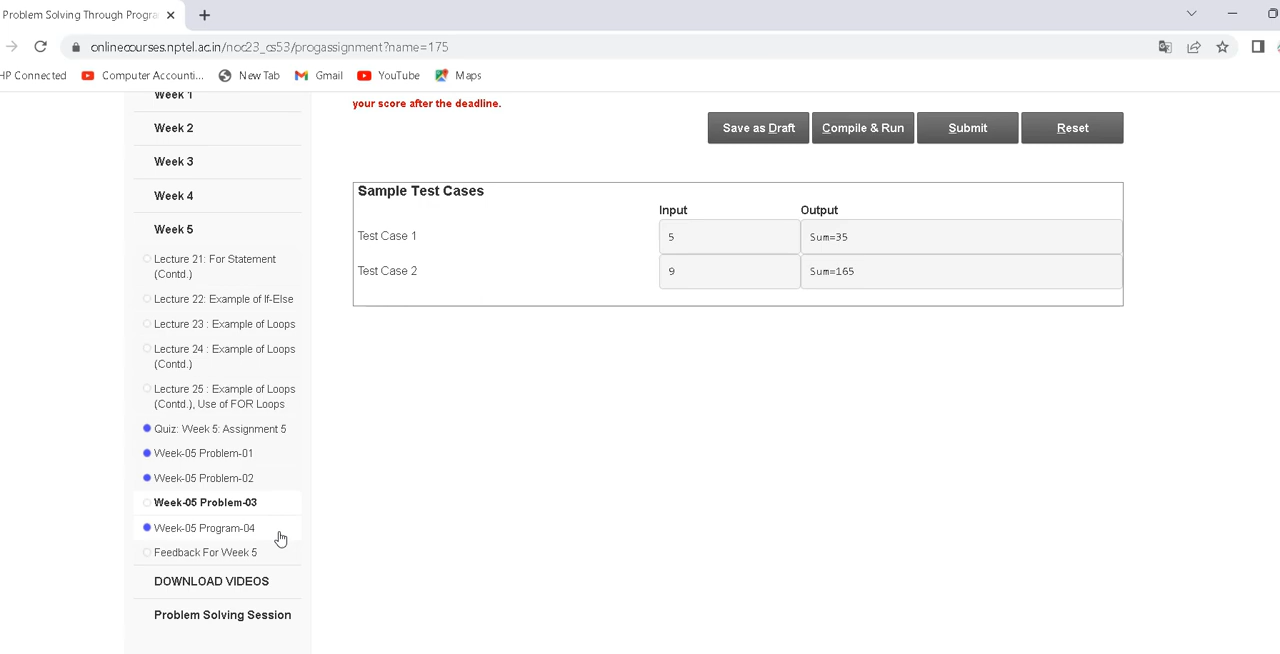 Problem Solving Through Progra
onlinecourses.nptel.ac.in/noc23_cs53/progassignment?name=175
HP Connected
Computer Accounti...
New Tab
Gmail
YouTube
Maps
Week 1
your score after the deadline.
Save as Draft
Compile & Run
Submit
Reset
Week 2
Week 3
Week 4
Week 5
Lecture 21: For Statement
(Contd.)
Lecture 22: Example of If-Else
Lecture 23 : Example of Loops
Lecture 24 : Example of Loops
(Contd.)
Lecture 25 : Example of Loops
(Contd.), Use of FOR Loops
Quiz: Week 5: Assignment 5
Week-05 Problem-01
Week-05 Problem-02
Week-05 Problem-03
Week-05 Program-04
Feedback For Week 5
DOWNLOAD VIDEOS
Problem Solving Session
Sample Test Cases
Input
Output
Test Case 1
5
Sum=35
Test Case 2
9
Sum=165